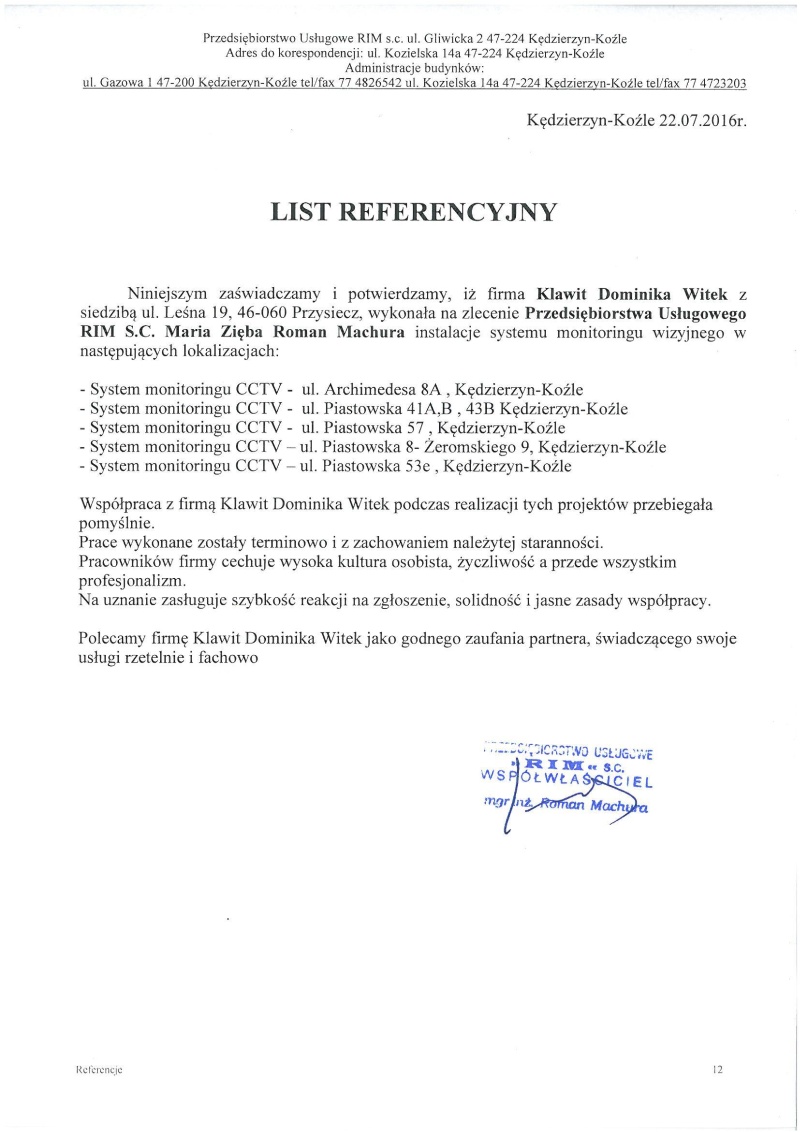 Przedsiębiorstwo Usługowe RIM s.c. ul. Gliwicka 2 47-224 Kędzierzyn-Koźle
Adres do korespondencji: ul. Kozielska 14a 47-224 Kędzierzyn-Koźle
Administracje budynków:
ul. Gazowa 1 47-200 Kędzierzyn-Koźle tel/fax 77 4826542 ul. Kozielska 14a 47-224 Kędzierzyn-Koźle tel/fax 77 4723203
Kędzierzyn-Koźle 22.07.2016r.
LIST REFERENCYJNY
Niniejszym zaświadczamy i potwierdzamy, iż firma Klawit Dominika Witek z
siedzibą ul. Leśna 19, 46-060 Przysiecz, wykonała na zlecenie Przedsiębiorstwa Usługowego
RIM S.C. Maria Zięba Roman Machura instalacje systemu monitoringu wizyjnego w
następujących lokalizacjach:
- System monitoringu CCTV - ul. Archimedesa 8A , Kędzierzyn-Koźle
- System monitoringu CCTV - ul. Piastowska 41A,B , 43B Kędzierzyn-Koźle
- System monitoringu CCTV - ul. Piastowska 57 , Kędzierzyn-Koźle
- System monitoringu CCTV – ul. Piastowska 8- Żeromskiego 9, Kędzierzyn-Koźle
- System monitoringu CCTV – ul. Piastowska 53e , Kędzierzyn-Koźle
Współpraca z firmą Klawit Dominika Witek podczas realizacji tych projektów przebiegała
pomyślnie.
Prace wykonane zostały terminowo i z zachowaniem należytej staranności.
Pracowników firmy cechuje wysoka kultura osobista, życzliwość a przede wszystkim
profesjonalizm.
Na uznanie zasługuje szybkość reakcji na zgłoszenie, solidność i jasne zasady współpracy.
Polecamy firmę Klawit Dominika Witek jako godnego zaufania partnera, świadczącego swoje
usługi rzetelnie i fachowo
PRZEDSIĘBIORSTWO USŁUGOWE
„RIM" s.c.
WSPÓŁWŁAŚCICIEL
mgr inż. Roman Machura
Referencje 12